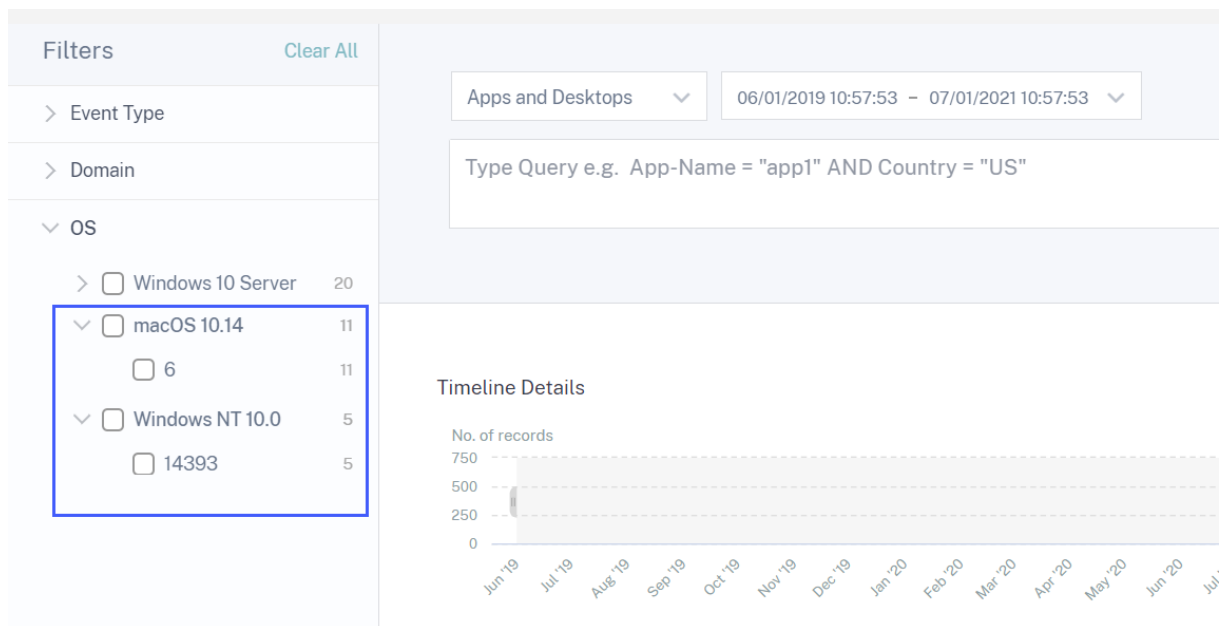 Filters Clear All
Event Type
Domain
OS
Windows 10 Server 20
macOS 10.14 11
6 11
Windows NT 10.0 5
14393 5
Apps and Desktops 06/01/2019 10:57:53 – 07/01/2021 10:57:53
Type Query e.g. App-Name = "app1" AND Country = "US"
Timeline Details
No. of records
750
500
250
0
Jun '19 Jul '19 Aug '19 Sep '19 Oct '19 Nov '19 Dec '19 Jan '20 Feb '20 Mar '20 Apr '20 May '20 Jun '20